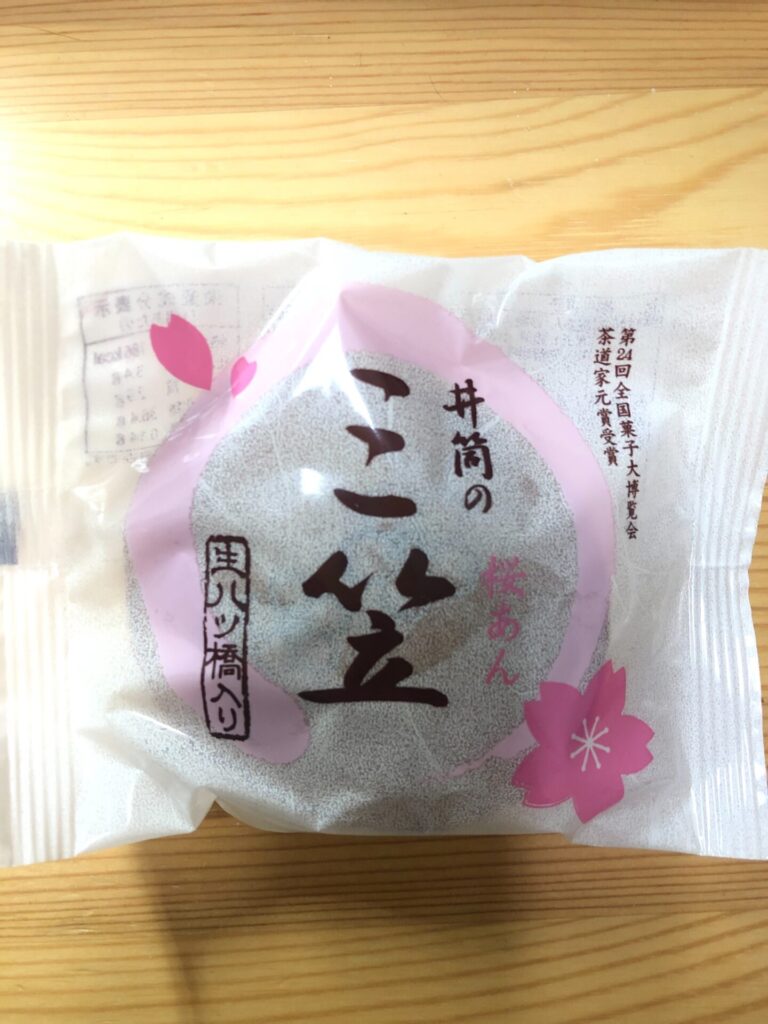 第24回全国菓子大博覧会
茶道家元賞受賞
井筒の
三笠
桜あん
生八ツ橋入り